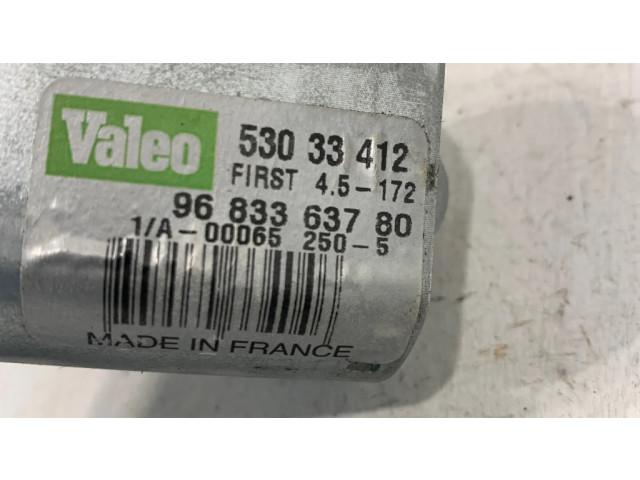 Valeo
530 33 412
FIRST 4.5-172
96 833 637 80
1/A-00065 250-5
MADE IN FRANCE